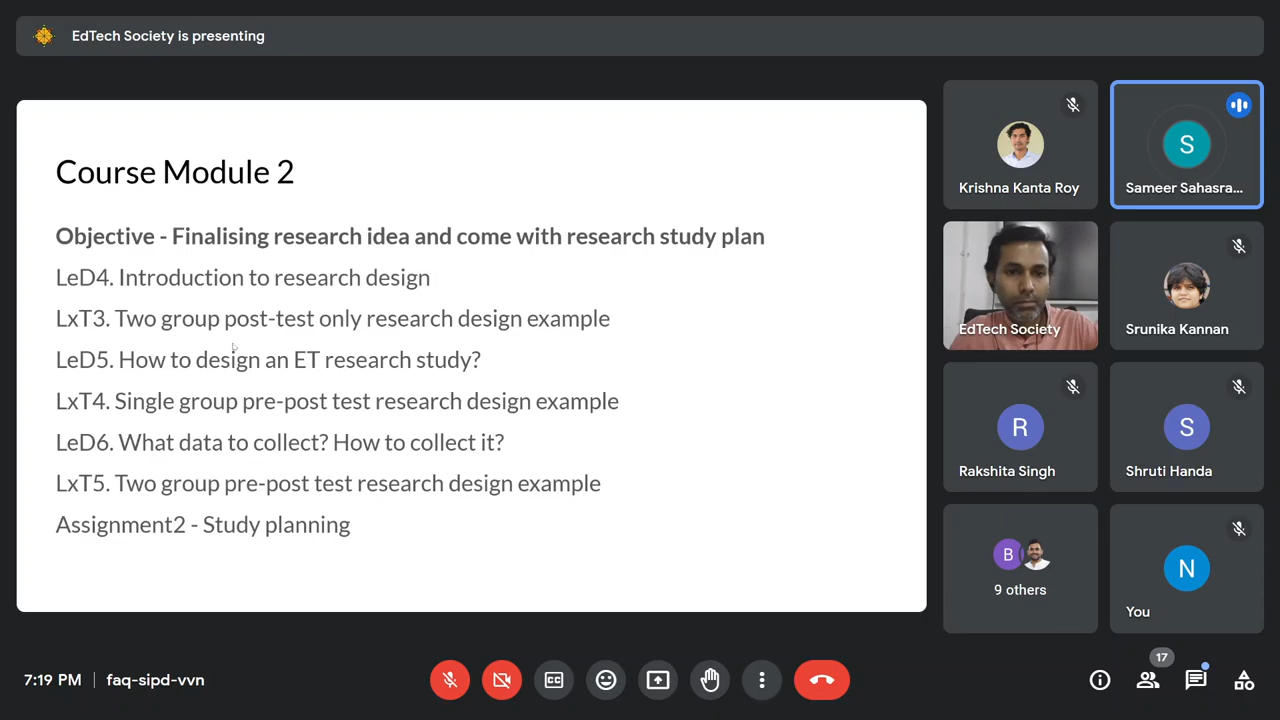 EdTech Society is presenting
Course Module 2
Objective - Finalising research idea and come with research study plan
LeD4. Introduction to research design
LxT3. Two group post-test only research design example
LeD5. How to design an ET research study?
LxT4. Single group pre-post test research design example
LeD6. What data to collect? How to collect it?
LxT5. Two group pre-post test research design example
Assignment2 - Study planning
Krishna Kanta Roy
S
Sameer Sahasra...
EdTech Society
Srunika Kannan
R
Rakshita Singh
S
Shruti Handa
B
9 others
N
You
7:19 PM | faq-sipd-vvn
CC
17